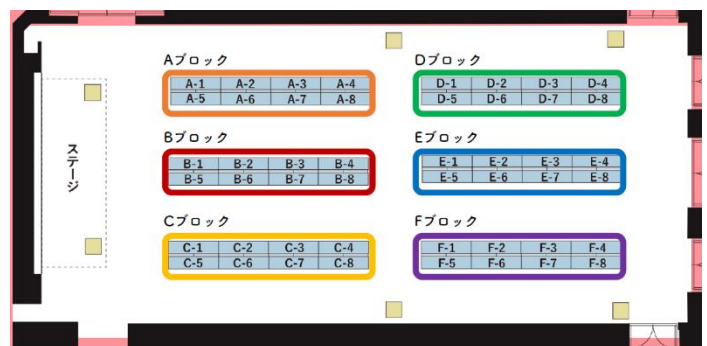 Aブロック
A-1 A-2 A-3 A-4
A-5 A-6 A-7 A-8
Dブロック
D-1 D-2 D-3 D-4
D-5 D-6 D-7 D-8
ステージ
Bブロック
B-1 B-2 B-3 B-4
B-5 B-6 B-7 B-8
Eブロック
E-1 E-2 E-3 E-4
E-5 E-6 E-7 E-8
Cブロック
C-1 C-2 C-3 C-4
C-5 C-6 C-7 C-8
Fブロック
F-1 F-2 F-3 F-4
F-5 F-6 F-7 F-8